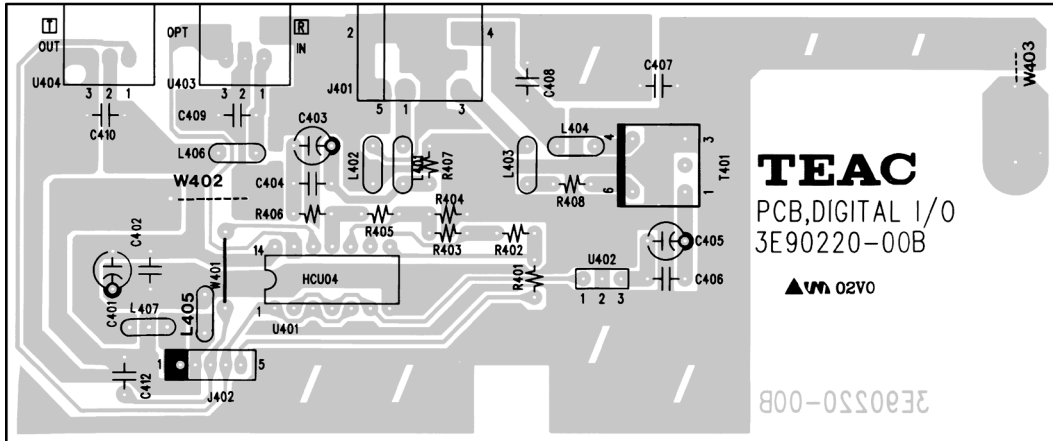 T
OUT
U404
3 2 1
C410
OPT
R
IN
U403
3 2 1
C409
2
4
J401
5 1 3
C408
C407
W403
C403
L406
L402
L401
R407
L403
L404
4
3
T401
6
1
R408
W402
C404
R406
R405
R404
R403
R402
TEAC
PCB,DIGITAL I/O
3E90220-00B
02V0
C402
C401
W401
14
HCU04
1
U401
R401
U402
1 2 3
C405
C406
L407
L405
C412
1
5
J402
3E90220-00B